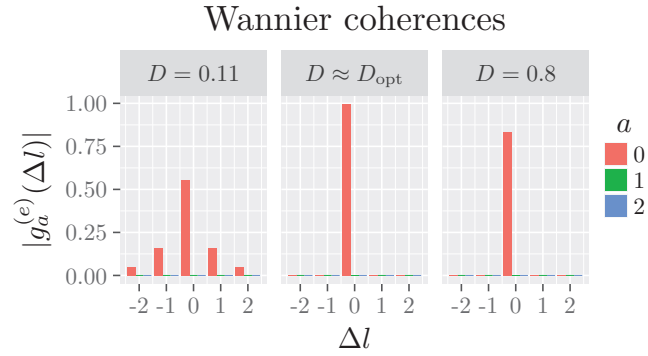 Wannier coherences
D = 0.11
D ≈ D_opt
D = 0.8
|g_a^{(e)}(Δl)|
1.00
0.75
0.50
0.25
0.00
-2 -1 0 1 2
-2 -1 0 1 2
-2 -1 0 1 2
Δl
a
0
1
2